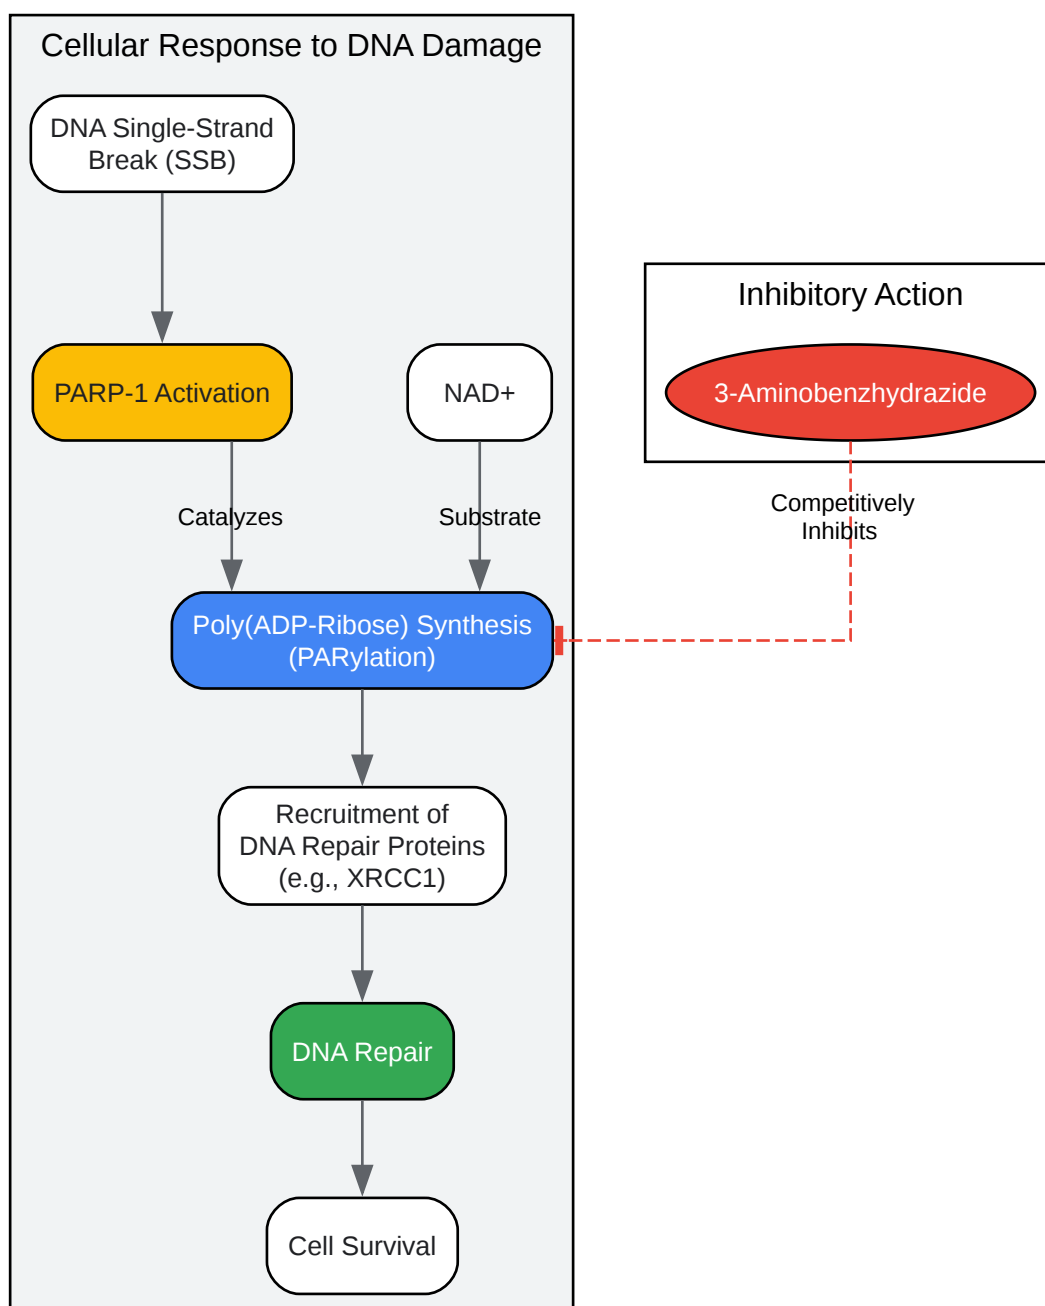 Cellular Response to DNA Damage
DNA Single-Strand
Break (SSB)
Inhibitory Action
PARP-1 Activation
NAD+
3-Aminobenzhydrazide
Catalyzes
Substrate
Competitively
Inhibits
Poly(ADP-Ribose) Synthesis
(PARylation)
Recruitment of
DNA Repair Proteins
(e.g., XRCC1)
DNA Repair
Cell Survival